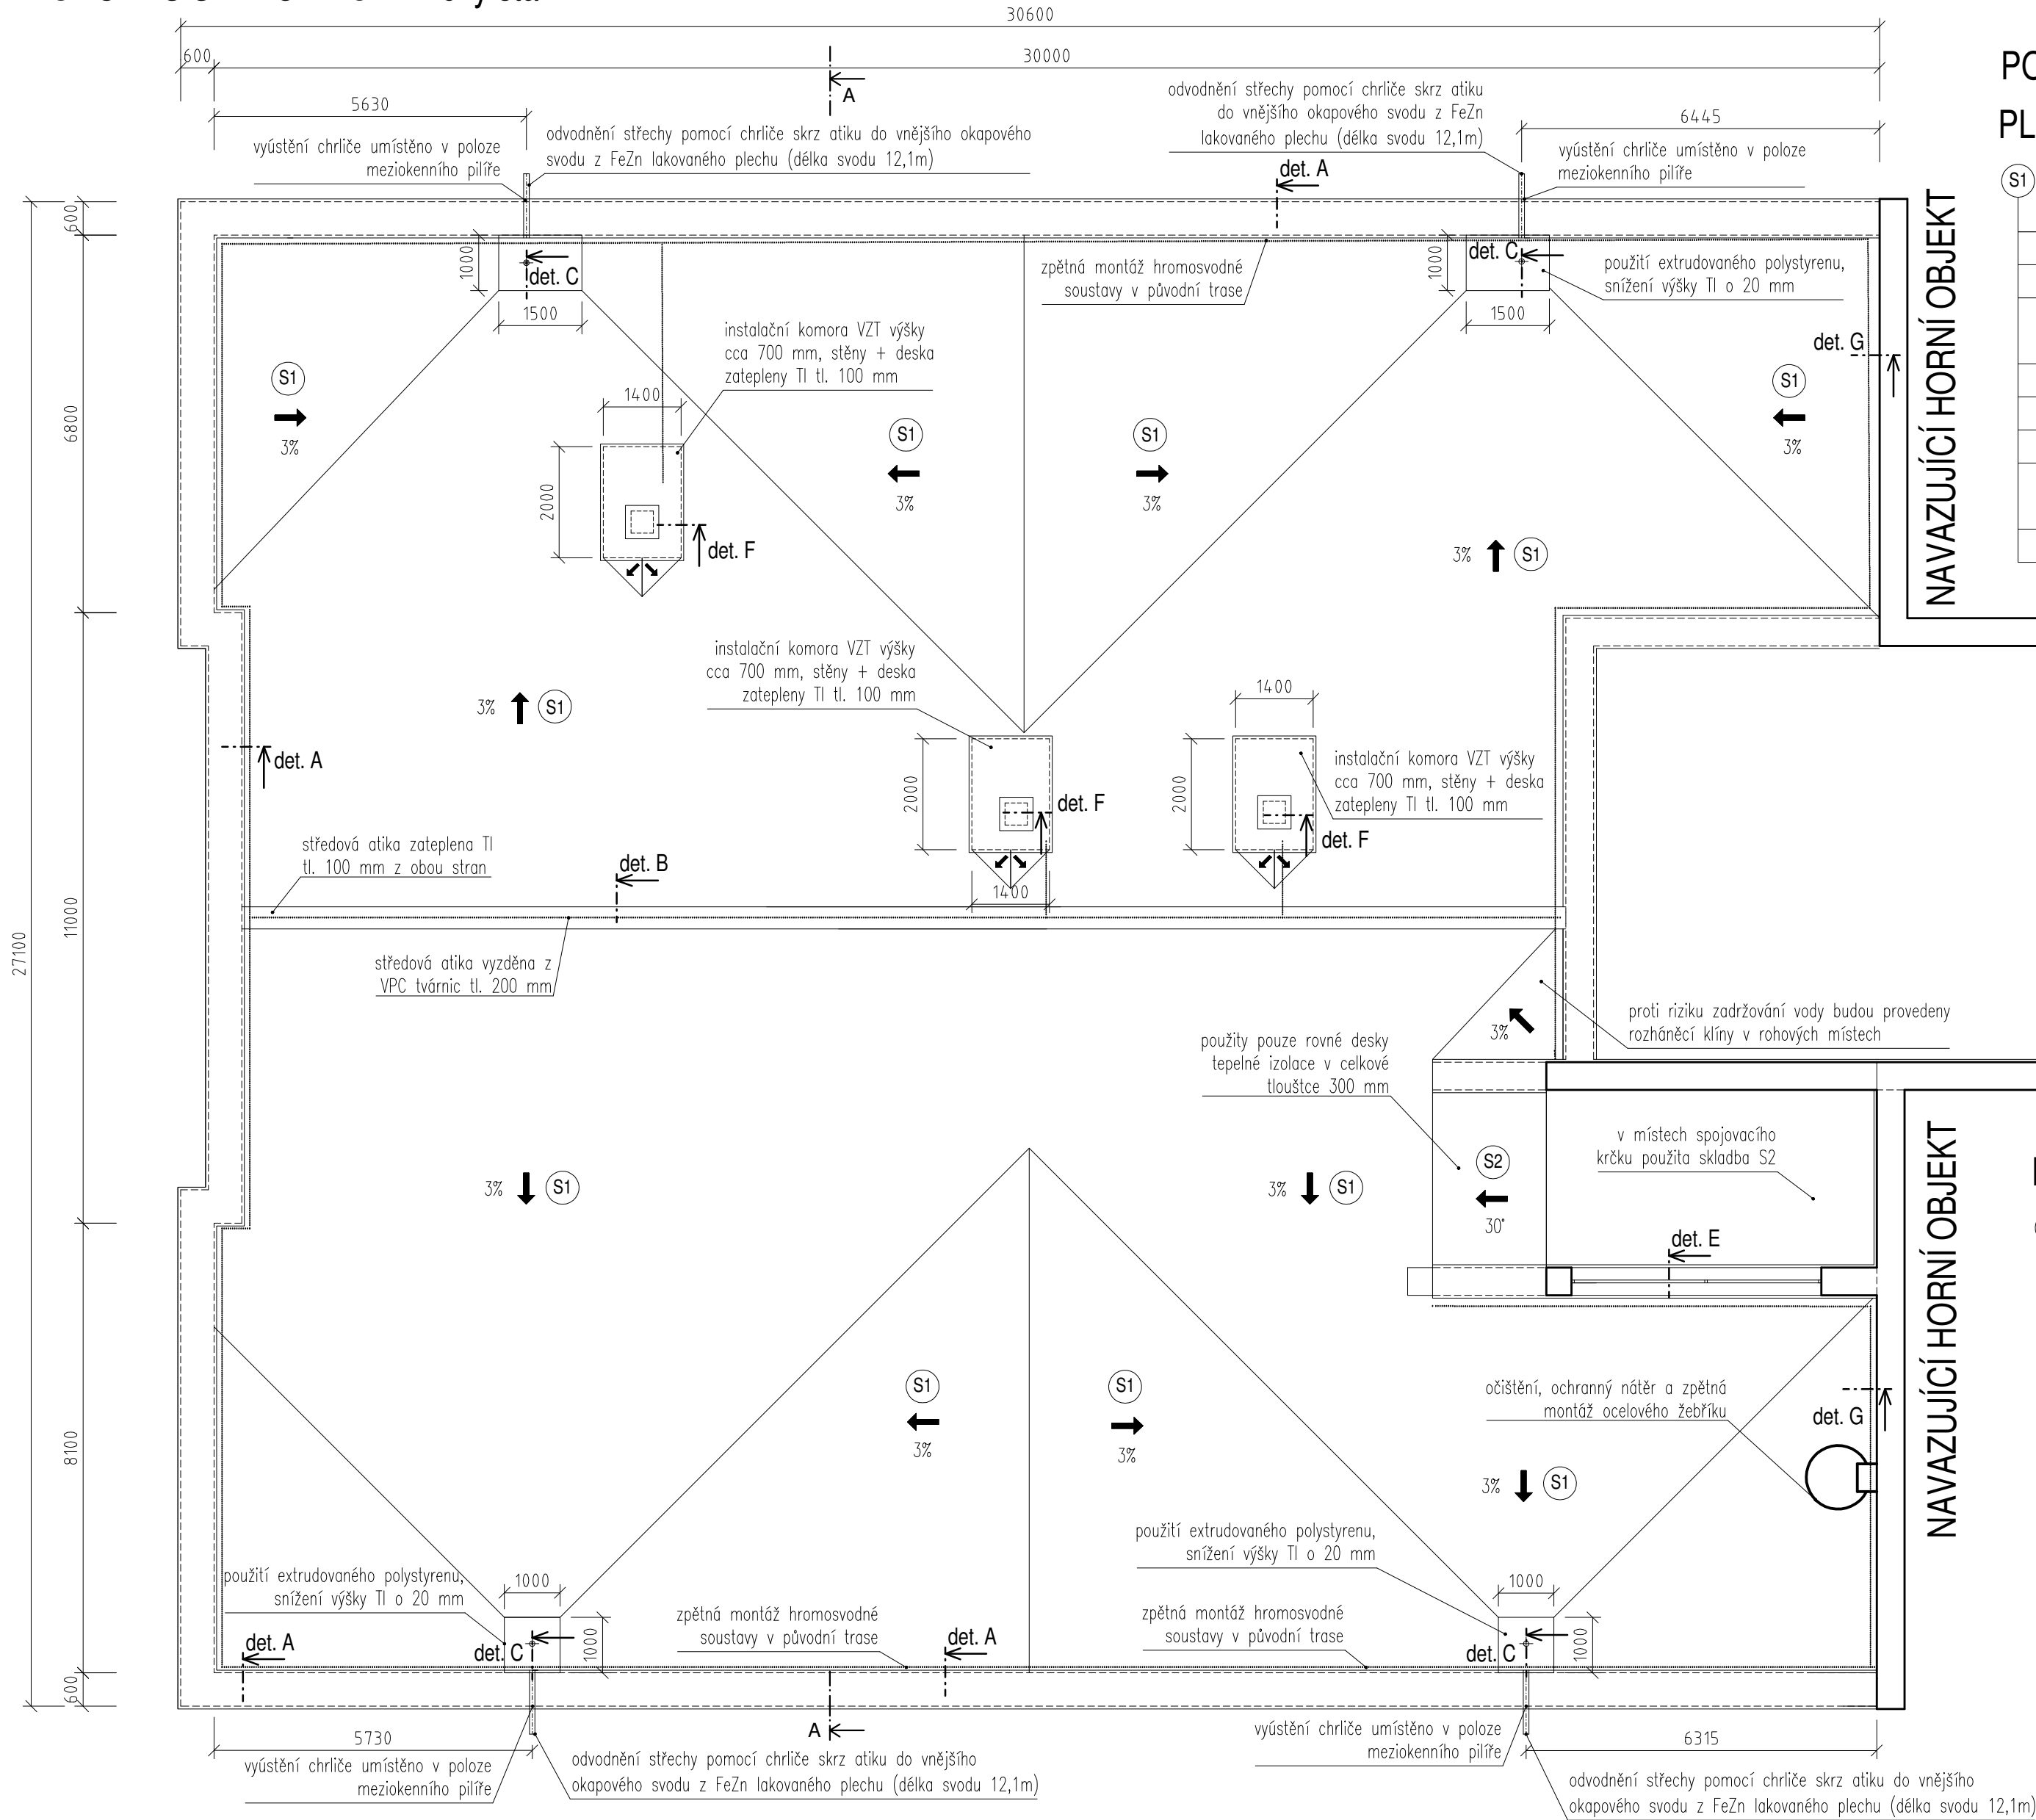 30600
600
30000
A
5630
odvodnění střechy pomocí chrliče skrz atiku
do vnějšího okapového svodu z FeZn
lakovaného plechu (délka svodu 12,1m)
6445
PL
S1
vyústění chrliče umístěno v poloze
meziokenního pilíře
odvodnění střechy pomocí chrliče skrz atiku do vnějšího okapového
svodu z FeZn lakovaného plechu (délka svodu 12,1m)
vyústění chrliče umístěno v poloze
meziokenního pilíře
det. A
600
1000
det. C
1500
zpětná montáž hromosvodné
soustavy v původní trase
1000
det. C
1500
použití extrudovaného polystyrenu,
snížení výšky TI o 20 mm
NAVAZUJÍCÍ HORNÍ OBJEKT
det. G
instalační komora VZT výšky
cca 700 mm, stěny + deska
zatepleny TI tl. 100 mm
1400
S1
3%
S1
3%
S1
3%
S1
3%
6800
2000
det. F
3%
S1
instalační komora VZT výšky
cca 700 mm, stěny + deska
zatepleny TI tl. 100 mm
3%
S1
1400
det. A
2000
det. F
2000
instalační komora VZT výšky
cca 700 mm, stěny + deska
zatepleny TI tl. 100 mm
det. F
středová atika zateplena TI
tl. 100 mm z obou stran
det. B
1400
11000
27100
středová atika vyzděna z
VPC tvárnic tl. 200 mm
3%
proti riziku zadržování vody budou provedeny
rozháněcí klíny v rohových místech
použity pouze rovné desky
tepelné izolace v celkové
tloušťce 300 mm
v místech spojovacího
krčku použita skladba S2
S2
30°
3%
S1
3%
S1
det. E
NAVAZUJÍCÍ HORNÍ OBJEKT
S1
3%
S1
3%
očištění, ochranný nátěr a zpětná
montáž ocelového žebříku
det. G
8100
3%
S1
použití extrudovaného polystyrenu,
snížení výšky TI o 20 mm
použití extrudovaného polystyrenu,
snížení výšky TI o 20 mm
1000
1000
zpětná montáž hromosvodné
soustavy v původní trase
zpětná montáž hromosvodné
soustavy v původní trase
1000
1000
det. A
det. C
det. A
det. C
600
5730
A
6315
vyústění chrliče umístěno v poloze
meziokenního pilíře
odvodnění střechy pomocí chrliče skrz atiku do vnějšího
okapového svodu z FeZn lakovaného plechu (délka svodu 12,1m)
vyústění chrliče umístěno v poloze
meziokenního pilíře
odvodnění střechy pomocí chrliče skrz atiku do vnějšího
okapového svodu z FeZn lakovaného plechu (délka svodu 12,1m)